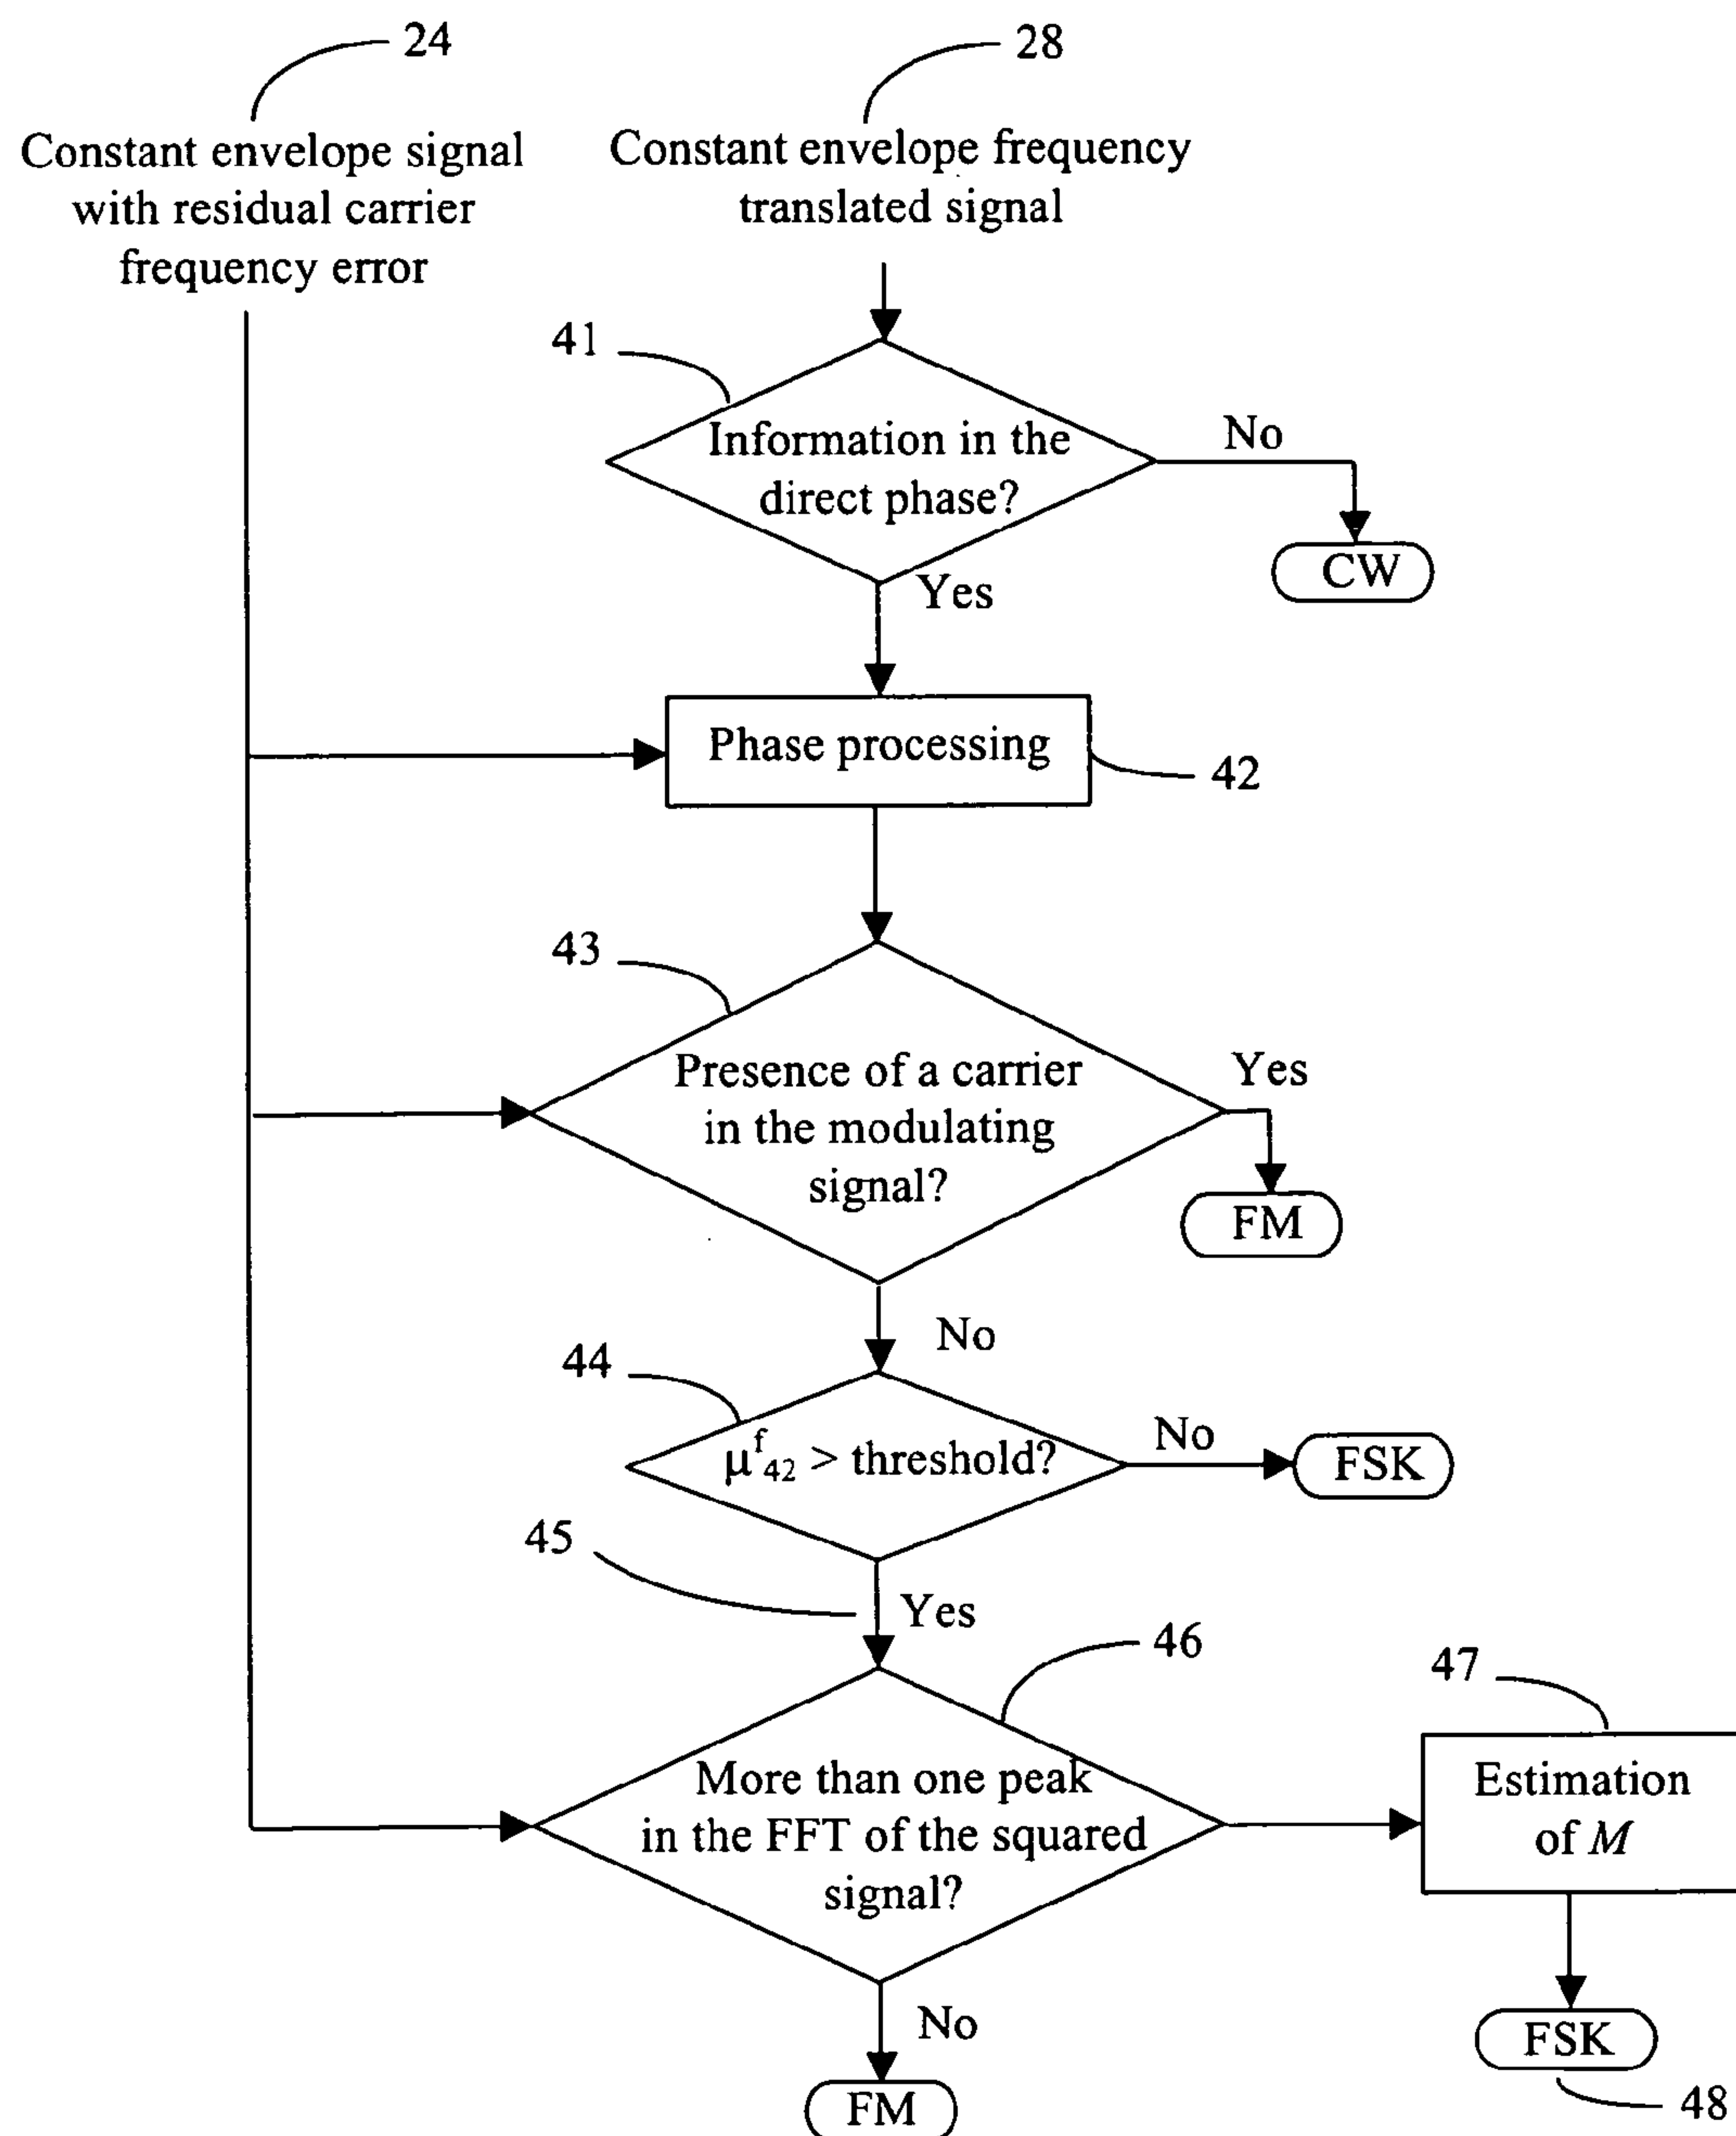 24
28
Constant envelope signal
with residual carrier
frequency error
Constant envelope frequency
translated signal
41
Information in the
direct phase?
No
CW
Yes
Phase processing
42
43
Presence of a carrier
in the modulating
signal?
Yes
FM
No
44
μᶠ₄₂ > threshold?
No
FSK
45
Yes
46
47
More than one peak
in the FFT of the squared
signal?
Estimation
of M
No
FM
FSK
48